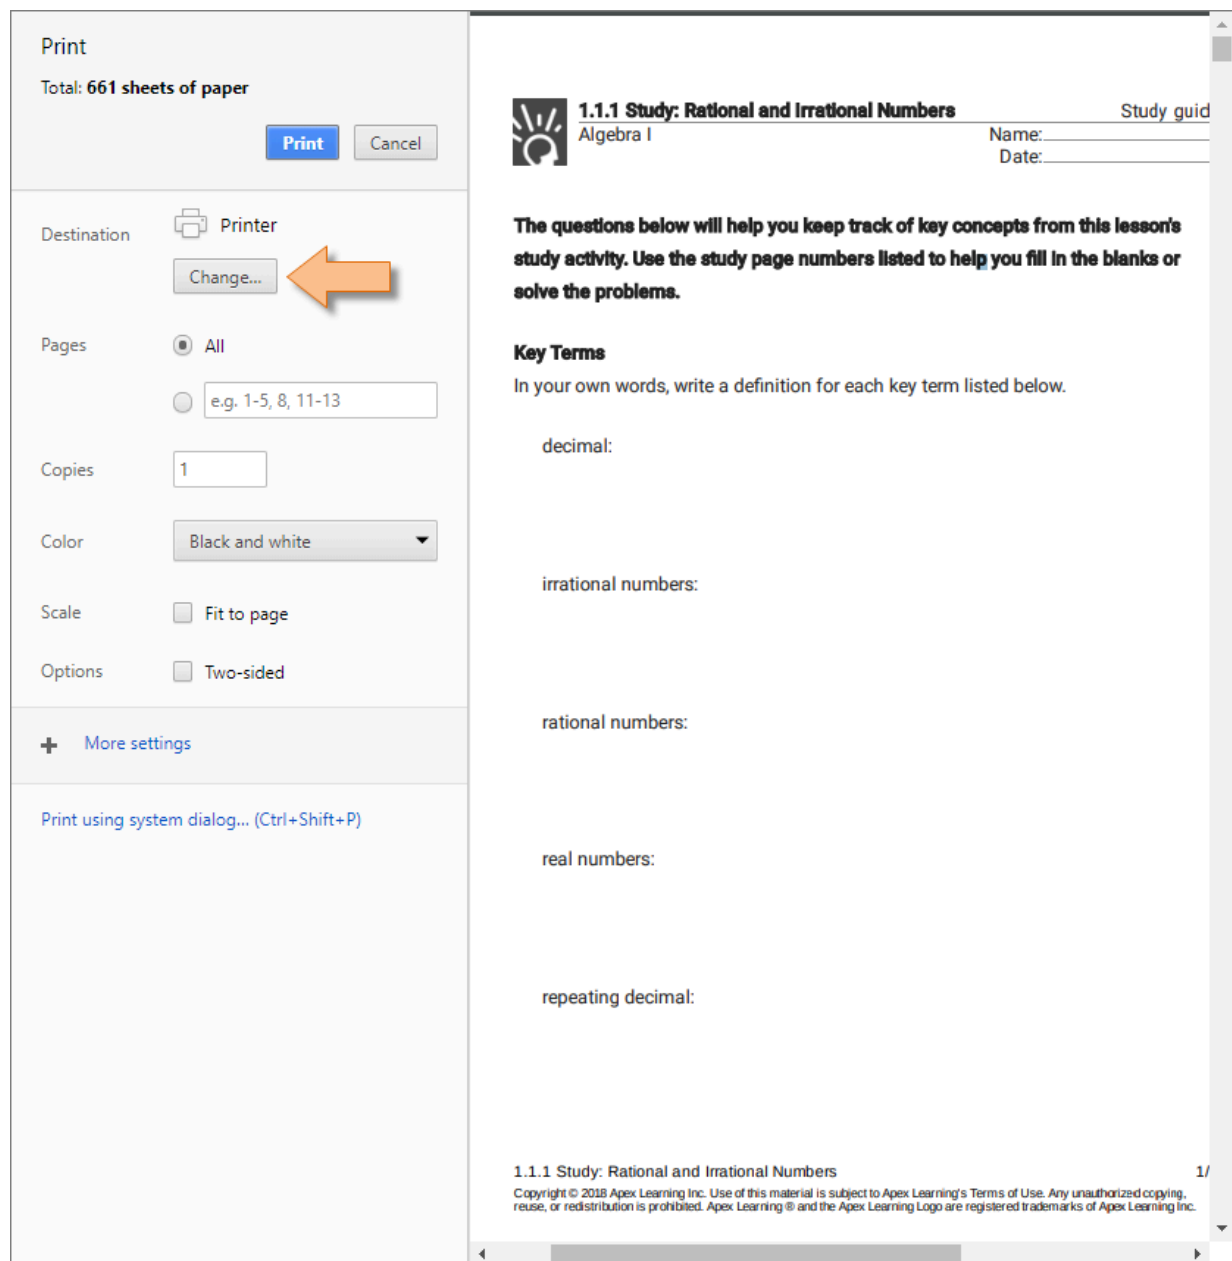 Print
Total: 661 sheets of paper
Print
Cancel
Destination
Printer
Change...
Pages
All
e.g. 1-5, 8, 11-13
Copies
1
Color
Black and white
Scale
Fit to page
Options
Two-sided
More settings
Print using system dialog... (Ctrl+Shift+P)
1.1.1 Study: Rational and Irrational Numbers
Study guid
Algebra I
Name:
Date:
The questions below will help you keep track of key concepts from this lesson's
study activity. Use the study page numbers listed to help you fill in the blanks or
solve the problems.
Key Terms
In your own words, write a definition for each key term listed below.
decimal:
irrational numbers:
rational numbers:
real numbers:
repeating decimal:
1.1.1 Study: Rational and Irrational Numbers
1/
Copyright © 2018 Apex Learning Inc. Use of this material is subject to Apex Learning's Terms of Use. Any unauthorized copying,
reuse, or redistribution is prohibited. Apex Learning ® and the Apex Learning Logo are registered trademarks of Apex Learning Inc.